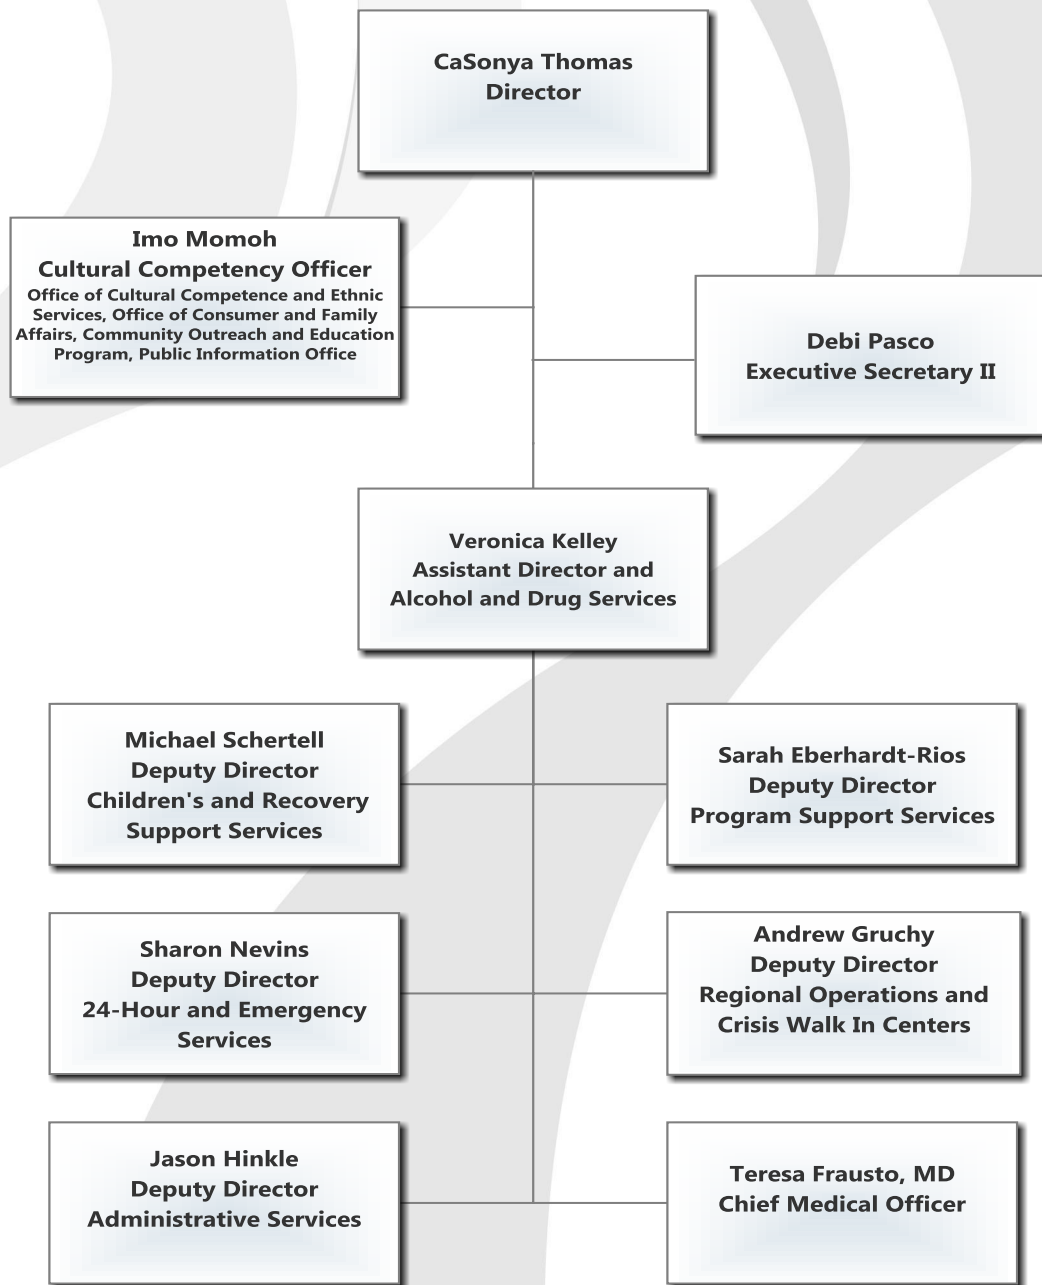 CaSonya Thomas
Director
Imo Momoh
Cultural Competency Officer
Office of Cultural Competence and Ethnic
Services, Office of Consumer and Family
Affairs, Community Outreach and Education
Program, Public Information Office
Debi Pasco
Executive Secretary II
Veronica Kelley
Assistant Director and
Alcohol and Drug Services
Michael Schertell
Deputy Director
Children's and Recovery
Support Services
Sarah Eberhardt-Rios
Deputy Director
Program Support Services
Sharon Nevins
Deputy Director
24-Hour and Emergency
Services
Andrew Gruchy
Deputy Director
Regional Operations and
Crisis Walk In Centers
Jason Hinkle
Deputy Director
Administrative Services
Teresa Frausto, MD
Chief Medical Officer